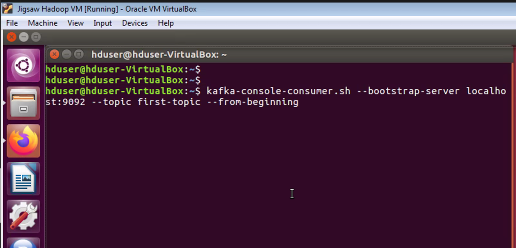 Jigsaw Hadoop VM [Running] - Oracle VM VirtualBox
File Machine View Input Devices Help
hduser@hduser-VirtualBox: ~
hduser@hduser-VirtualBox:~$
hduser@hduser-VirtualBox:~$
hduser@hduser-VirtualBox:~$ kafka-console-consumer.sh --bootstrap-server localho
st:9092 --topic first-topic --from-beginning